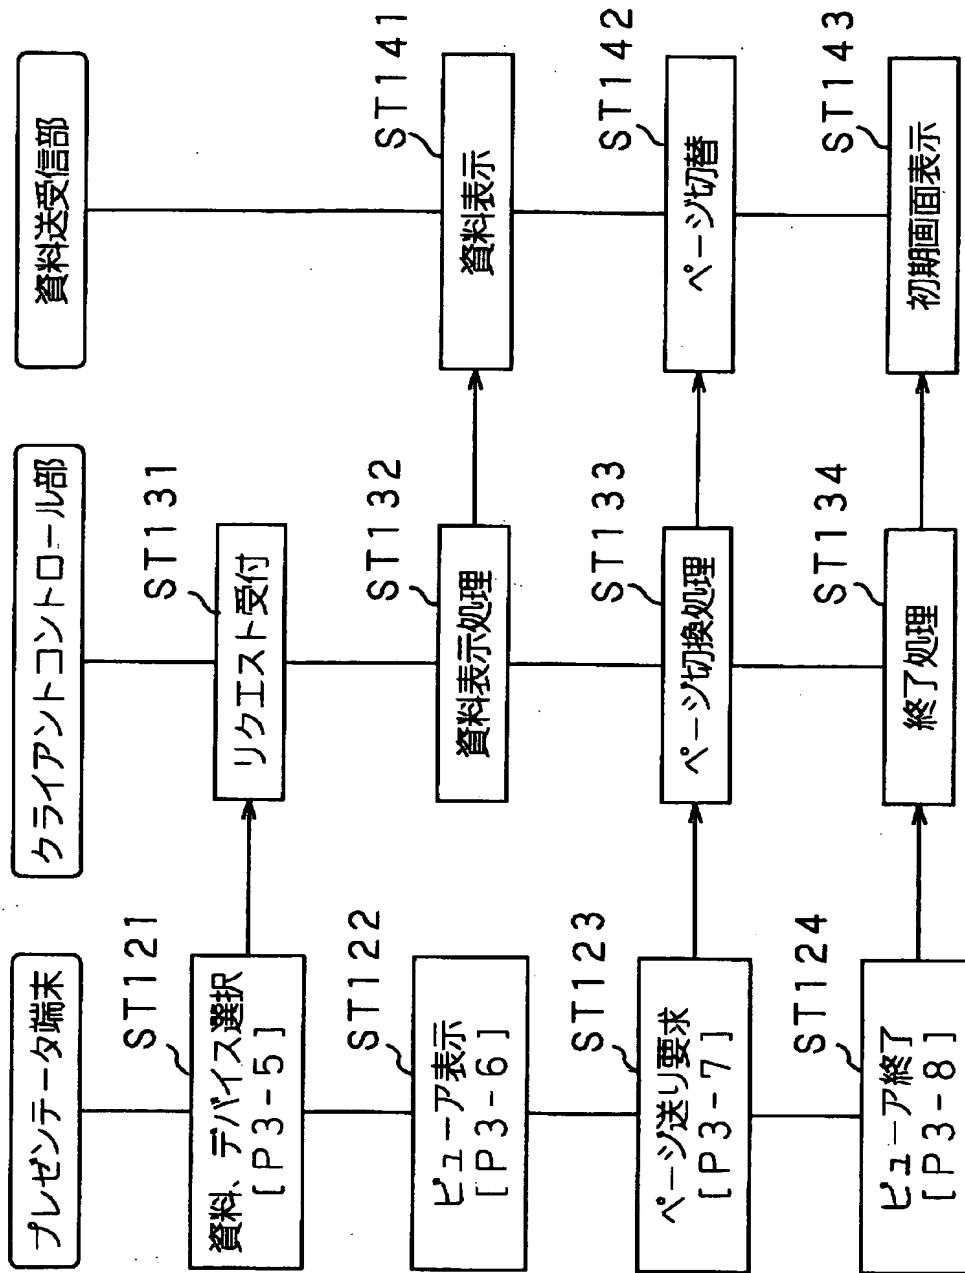 プレゼンテータ端末
ST121
資料、デバイス選択
[P3-5]
ST122
ビューア表示
[P3-6]
ST123
ページ送り要求
[P3-7]
ST124
ビューア終了
[P3-8]
クライアントコントロール部
ST131
リクエスト受付
ST132
資料表示処理
ST133
ページ切換処理
ST134
終了処理
資料送受信部
ST141
資料表示
ST142
ページ切替
ST143
初期画面表示